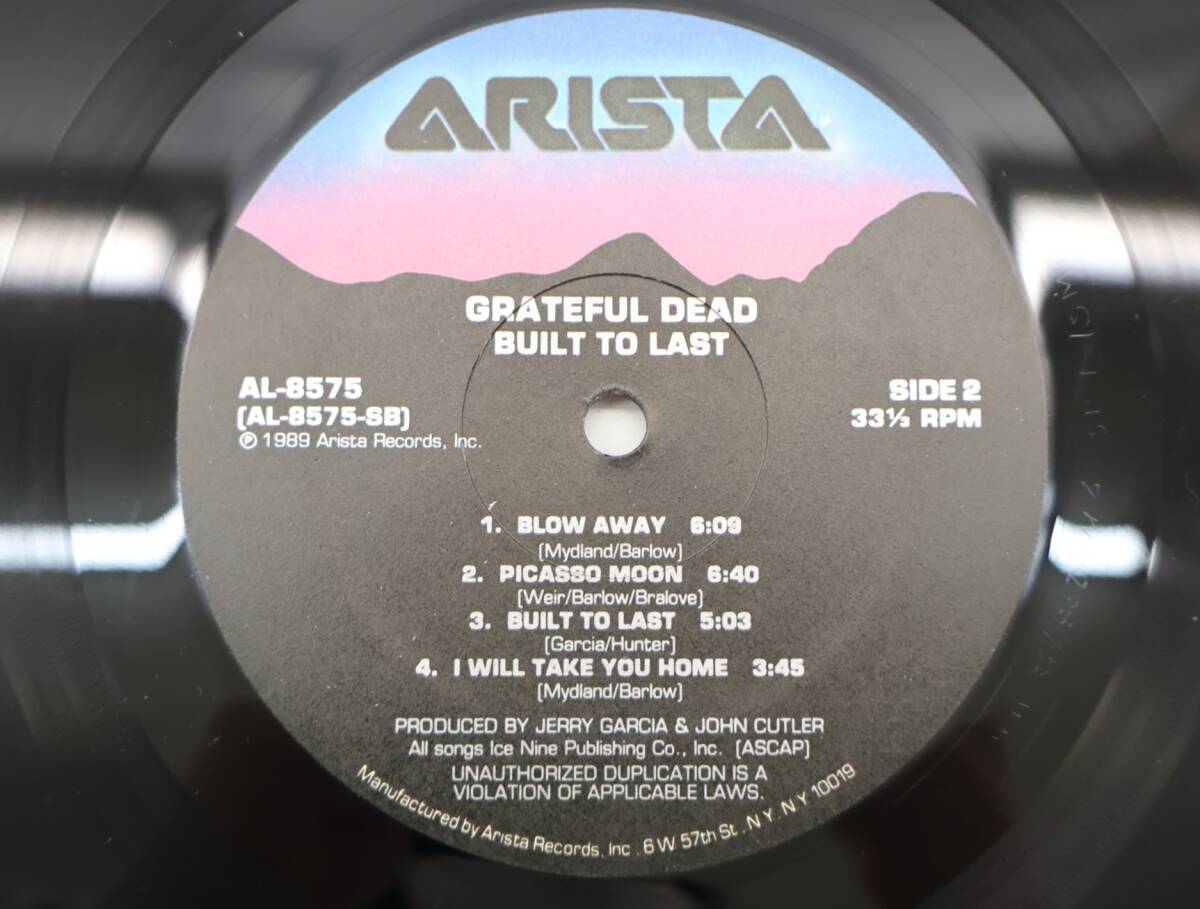 ARISTA
GRATEFUL DEAD
BUILT TO LAST
AL-8575
(AL-8575-SB)
℗ 1989 Arista Records, Inc.
SIDE 2
33⅓ RPM
1. BLOW AWAY 6:09
(Mydland/Barlow)
2. PICASSO MOON 6:40
(Weir/Barlow/Bralove)
3. BUILT TO LAST 5:03
(Garcia/Hunter)
4. I WILL TAKE YOU HOME 3:45
(Mydland/Barlow)
PRODUCED BY JERRY GARCIA & JOHN CUTLER
All songs Ice Nine Publishing Co., Inc. (ASCAP)
UNAUTHORIZED DUPLICATION IS A
VIOLATION OF APPLICABLE LAWS.
Manufactured by Arista Records, Inc. 6 W. 57th St. N.Y. N.Y. 10019